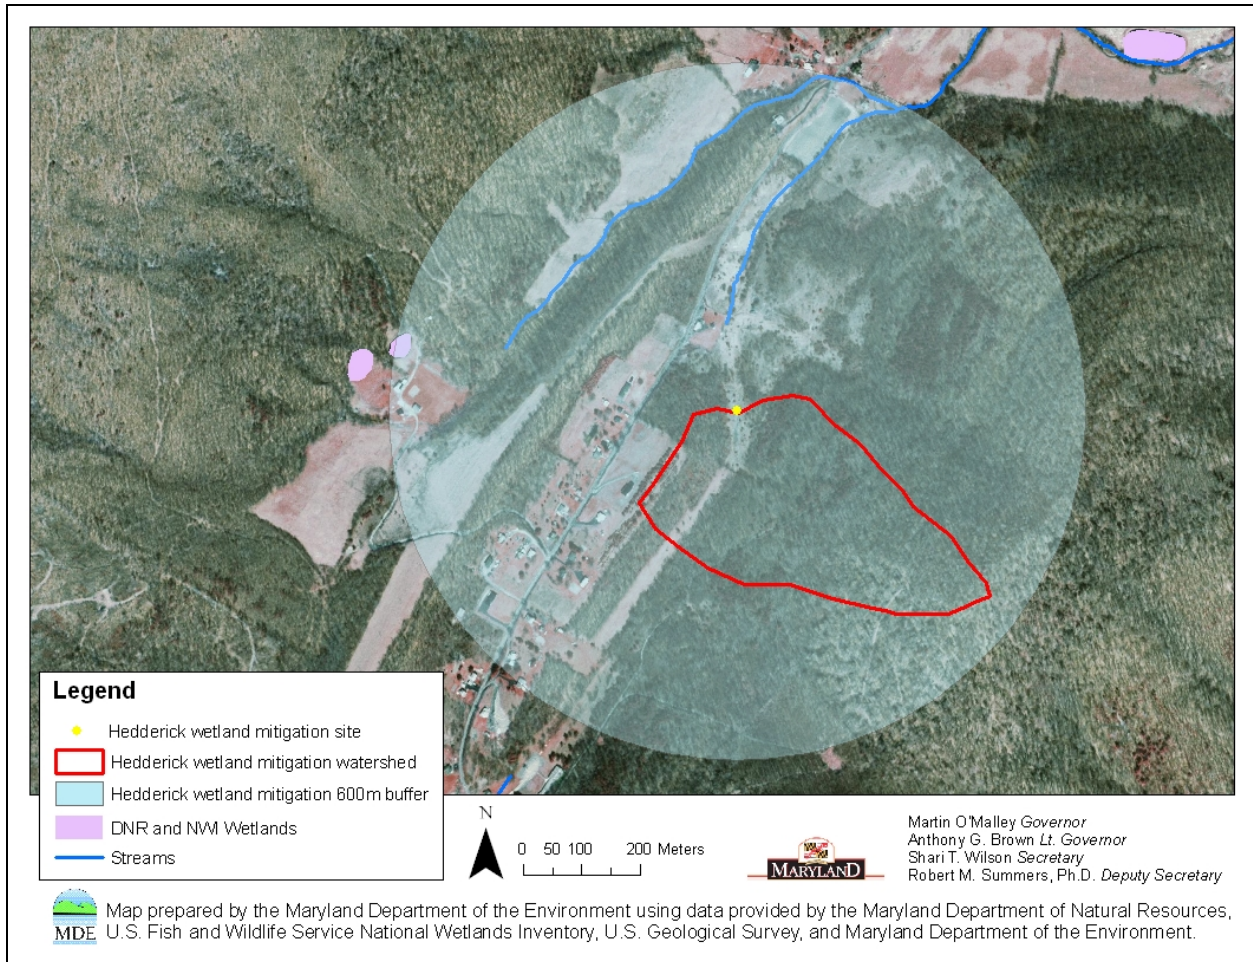 Legend
Hedderick wetland mitigation site
Hedderick wetland mitigation watershed
Hedderick wetland mitigation 600m buffer
DNR and NWI Wetlands
Streams
N
0 50 100 200 Meters
MARYLAND
Martin O'Malley Governor
Anthony G. Brown Lt. Governor
Shari T. Wilson Secretary
Robert M. Summers, Ph.D. Deputy Secretary
MDE
Map prepared by the Maryland Department of the Environment using data provided by the Maryland Department of Natural Resources,
U.S. Fish and Wildlife Service National Wetlands Inventory, U.S. Geological Survey, and Maryland Department of the Environment.